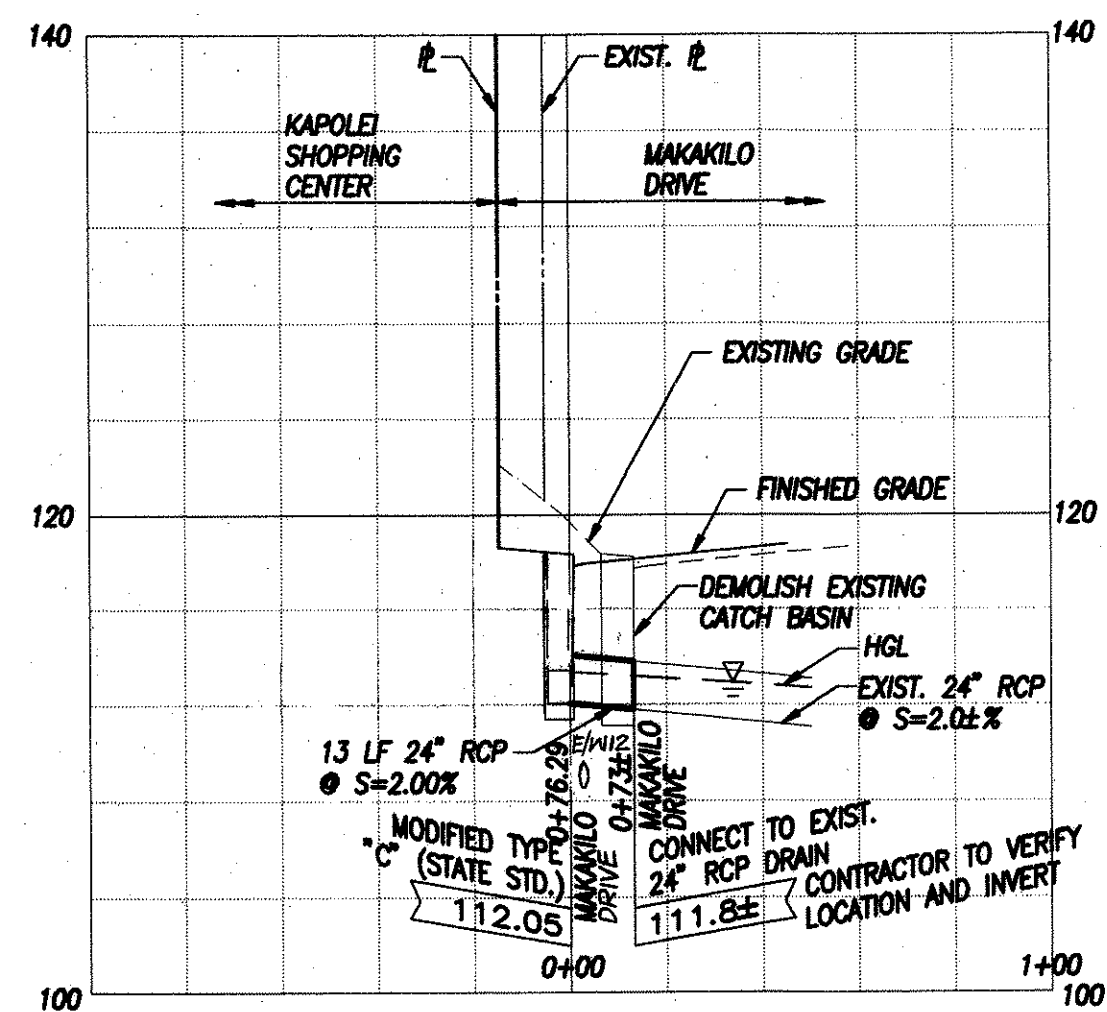 140
140
PL
EXIST. PL
KAPOLEI
SHOPPING
CENTER
MAKAKILO
DRIVE
EXISTING GRADE
FINISHED GRADE
120
120
DEMOLISH EXISTING
CATCH BASIN
HGL
EXIST. 24" RCP
@ S=2.0±%
13 LF 24" RCP
@ S=2.00%
E/W12
0+76.29
MAKAKILO
DRIVE
0+73±
MAKAKILO
DRIVE
MODIFIED TYPE
"C" (STATE STD.)
112.05
CONNECT TO EXIST.
24" RCP DRAIN
111.8±
CONTRACTOR TO VERIFY
LOCATION AND INVERT
0+00
1+00
100
100